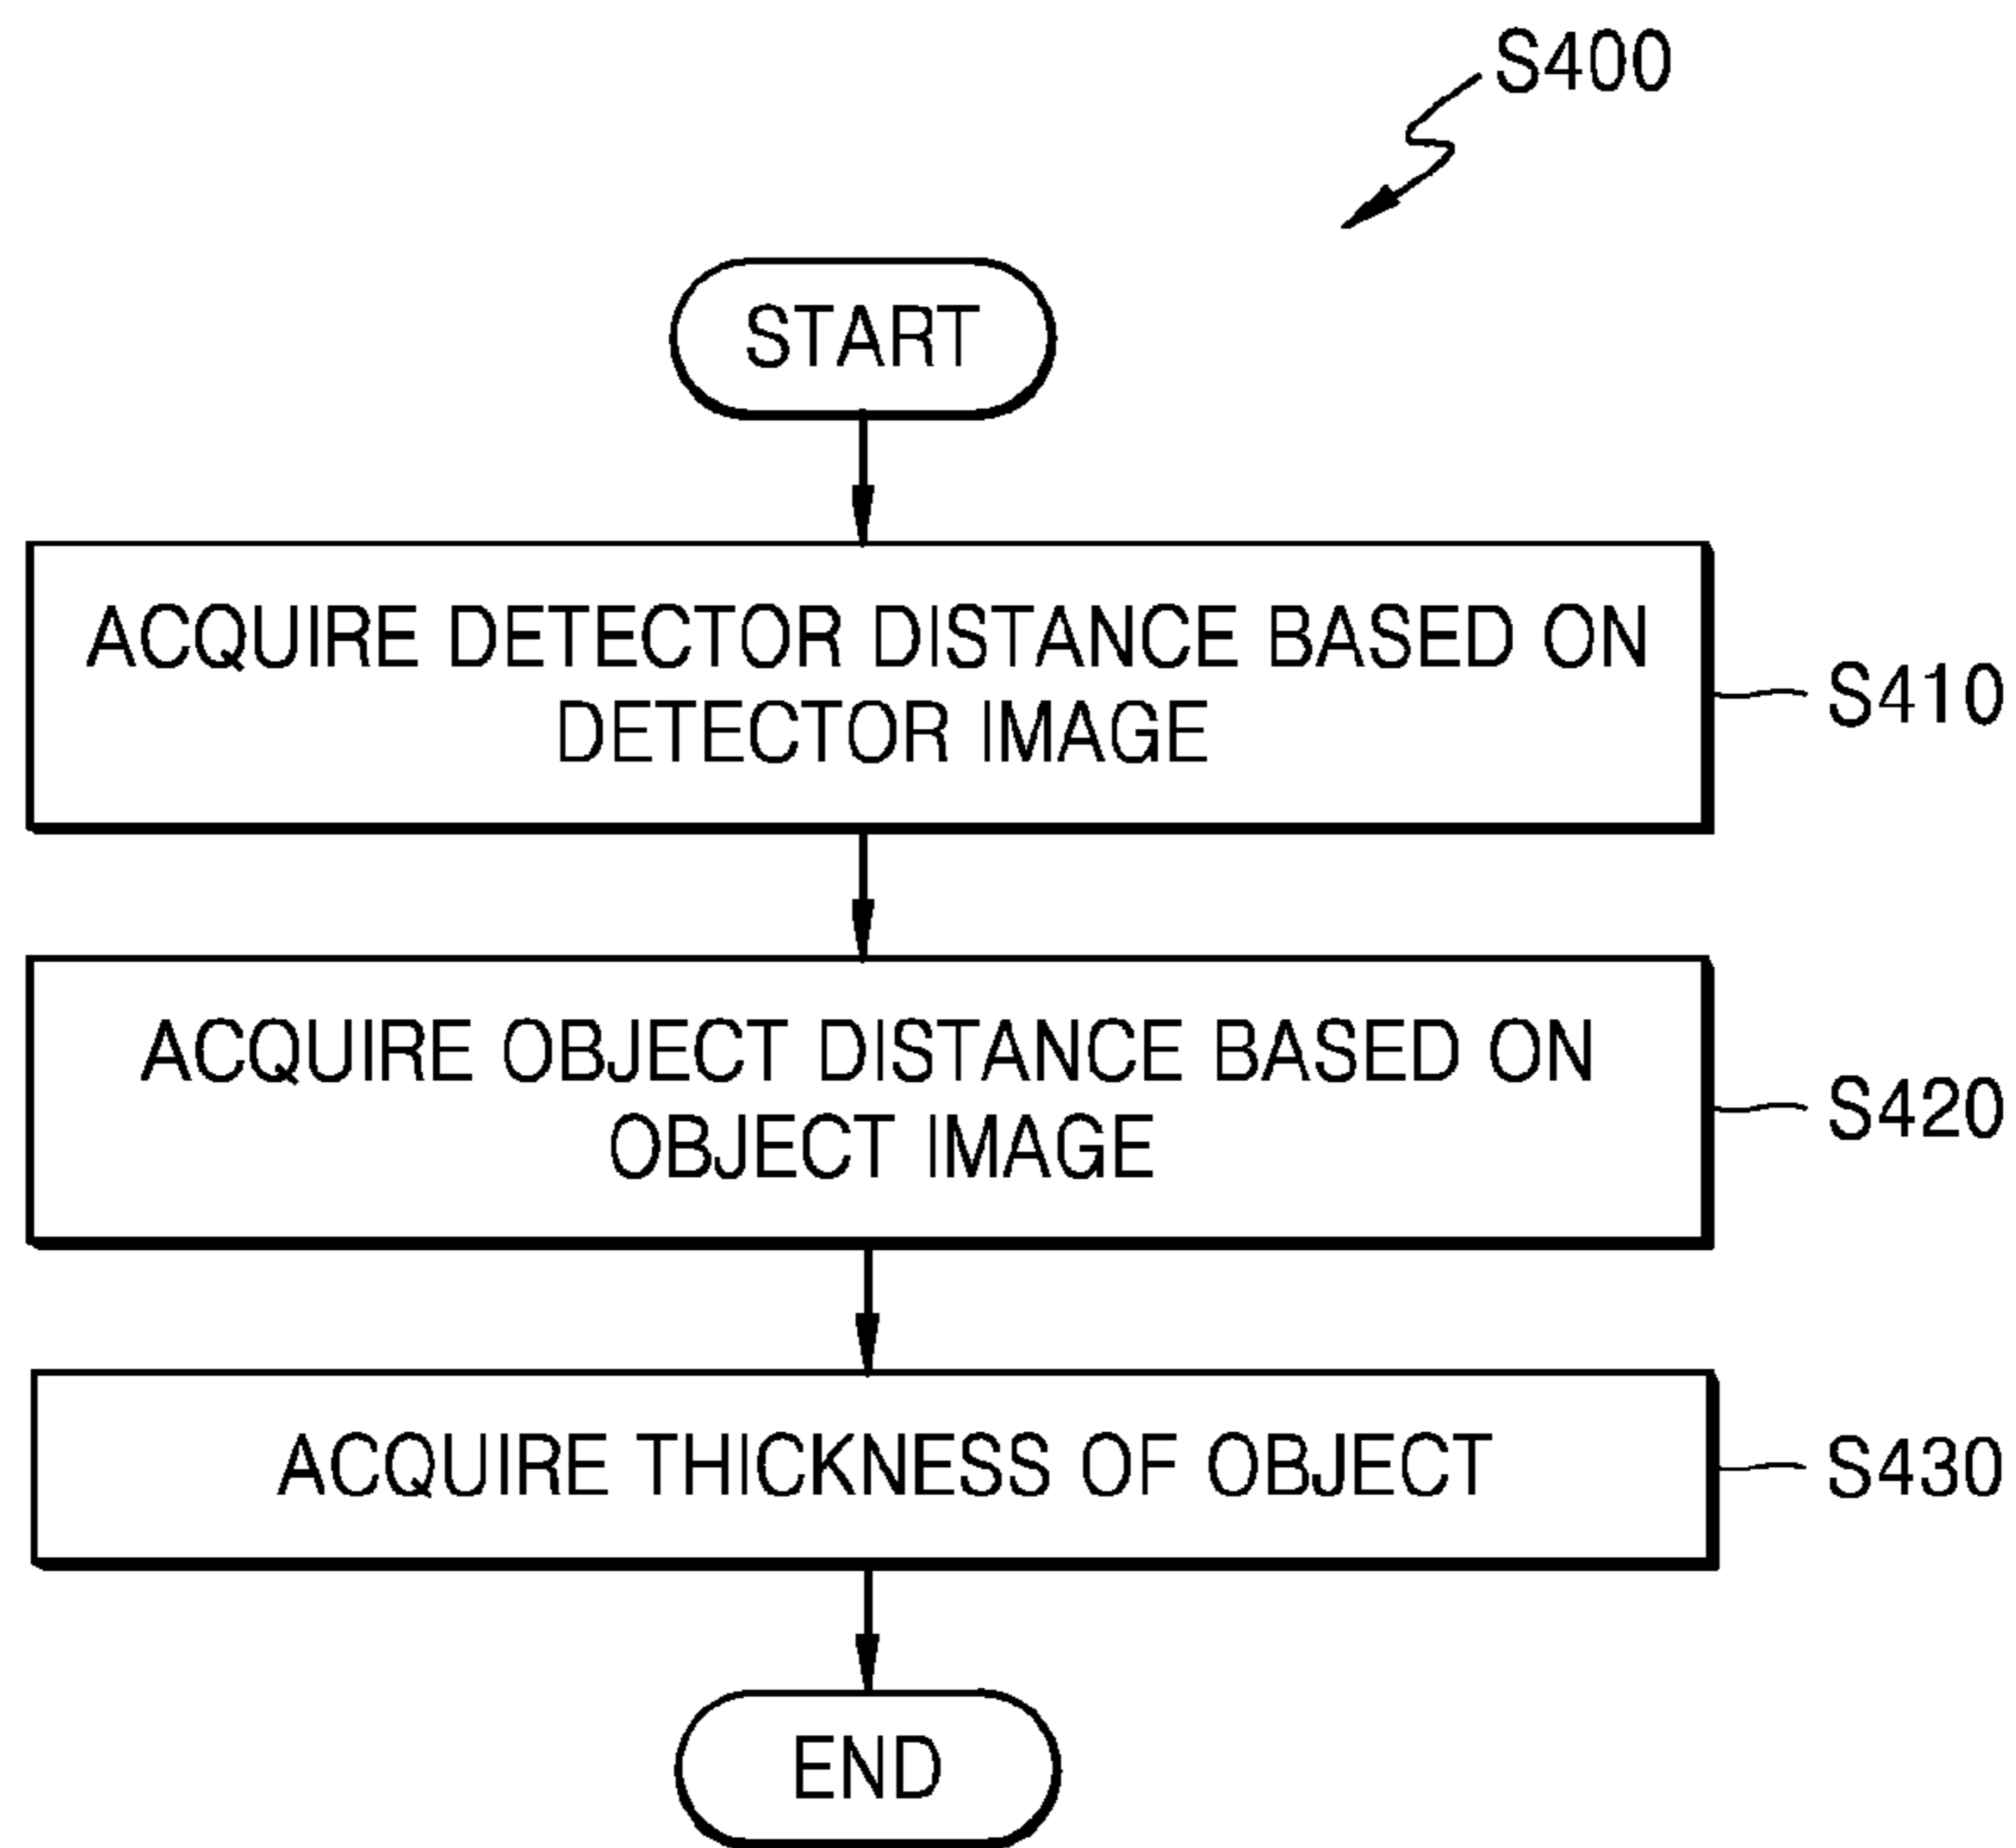 S400
START
ACQUIRE DETECTOR DISTANCE BASED ON
DETECTOR IMAGE
S410
ACQUIRE OBJECT DISTANCE BASED ON
OBJECT IMAGE
S420
ACQUIRE THICKNESS OF OBJECT
S430
END